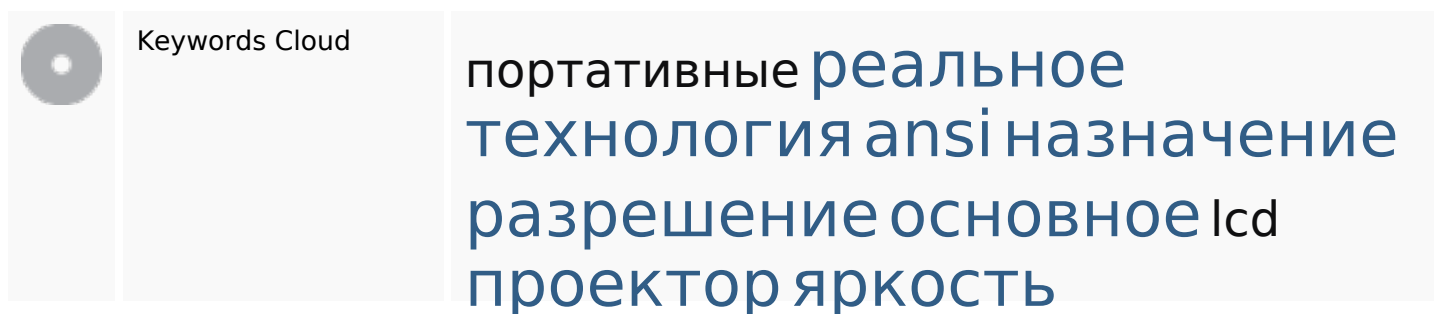 Keywords Cloud
портативные реальное
технология ansi назначение
разрешение основное lcd
проектор яркость